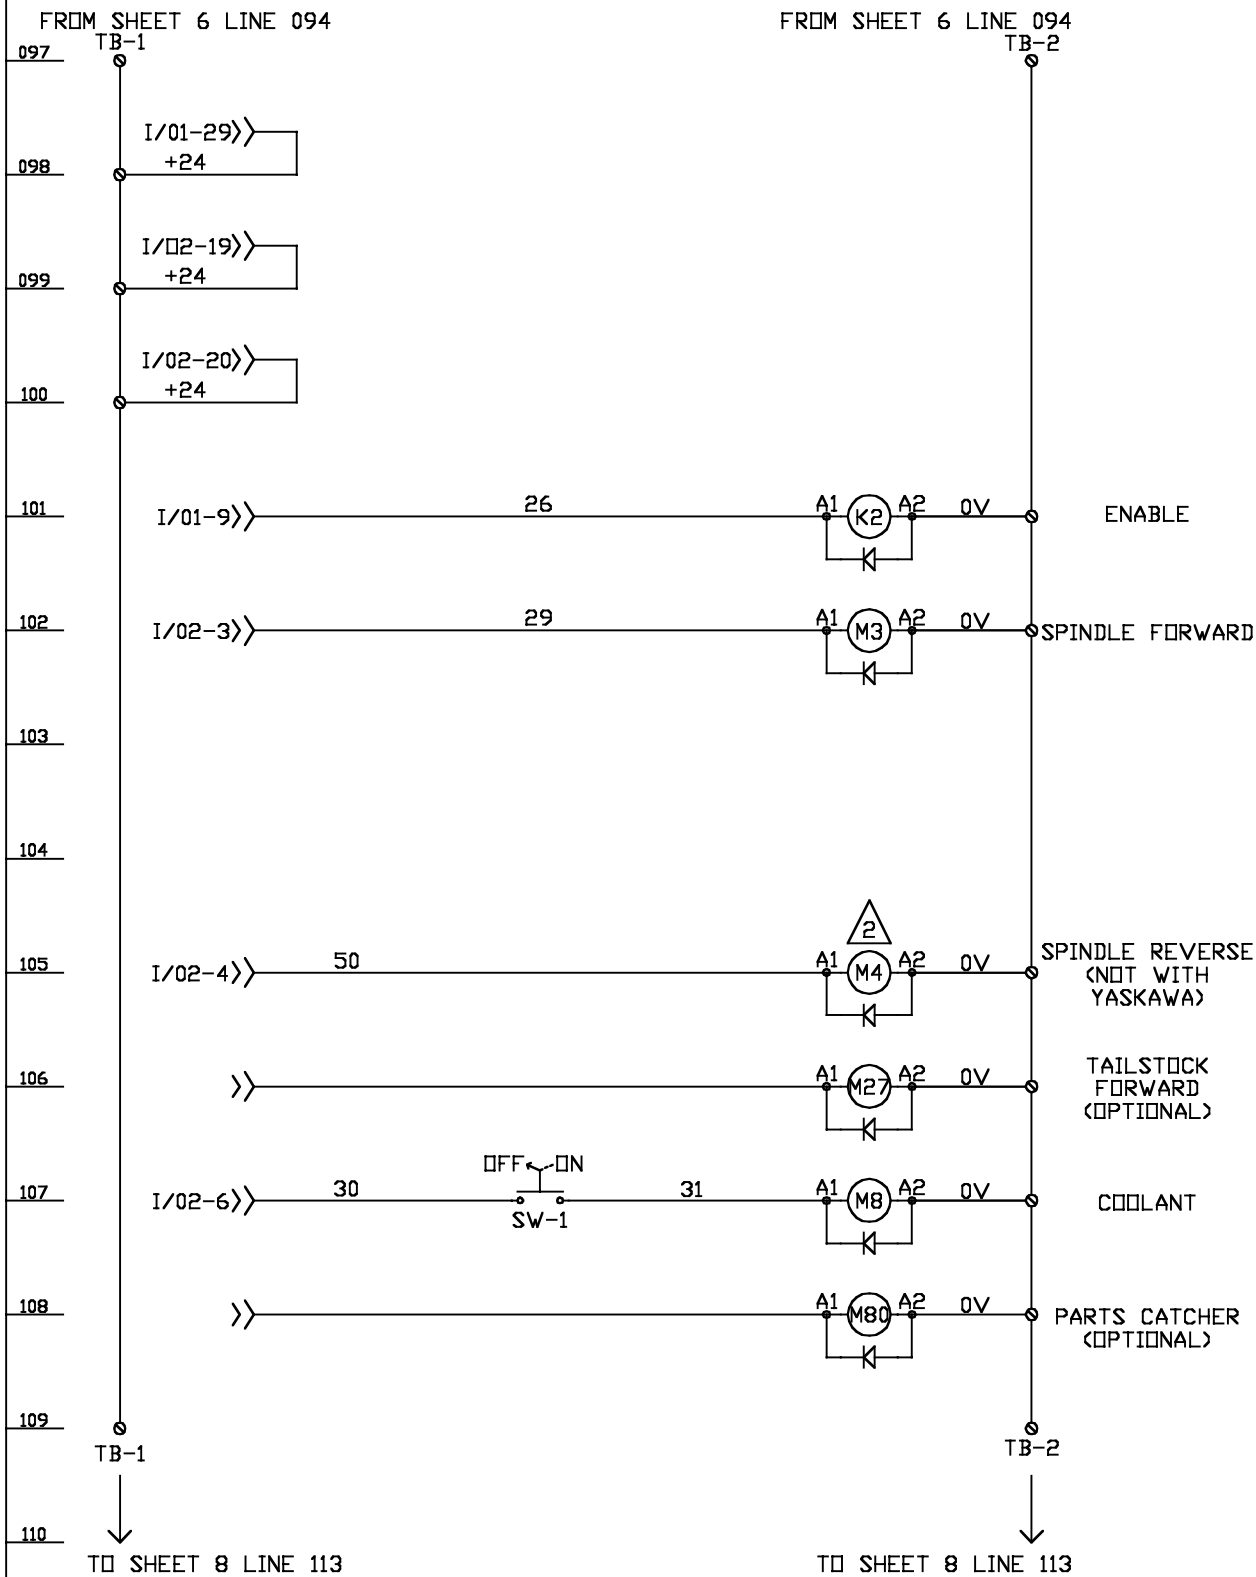 FROM SHEET 6 LINE 094 FROM SHEET 6 LINE 094
TB-1 TB-2
097
I/01-29
098 +24
I/02-19
099 +24
I/02-20
100 +24
101 I/01-9 26 A1 K2 A2 0V ENABLE
102 I/02-3 29 A1 M3 A2 0V SPINDLE FORWARD
103
104
2
105 I/02-4 50 A1 M4 A2 0V SPINDLE REVERSE
(NOT WITH
YASKAWA)
106 A1 M27 A2 0V TAILSTOCK
FORWARD
(OPTIONAL)
OFF ON
107 I/02-6 30 31 A1 M8 A2 0V COOLANT
SW-1
108 A1 M80 A2 0V PARTS CATCHER
(OPTIONAL)
109
TB-1 TB-2
110
TO SHEET 8 LINE 113 TO SHEET 8 LINE 113